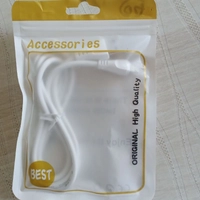 Accessories
ORIGINAL High Quality
BEST